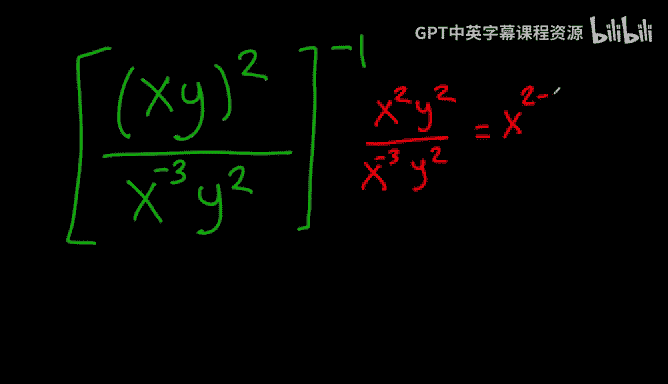 GPT中英字幕课程资源 bilibili
[(xy)^2 / x^-3 y^2]^-1
x^2 y^2 / x^-3 y^2 = x^2-